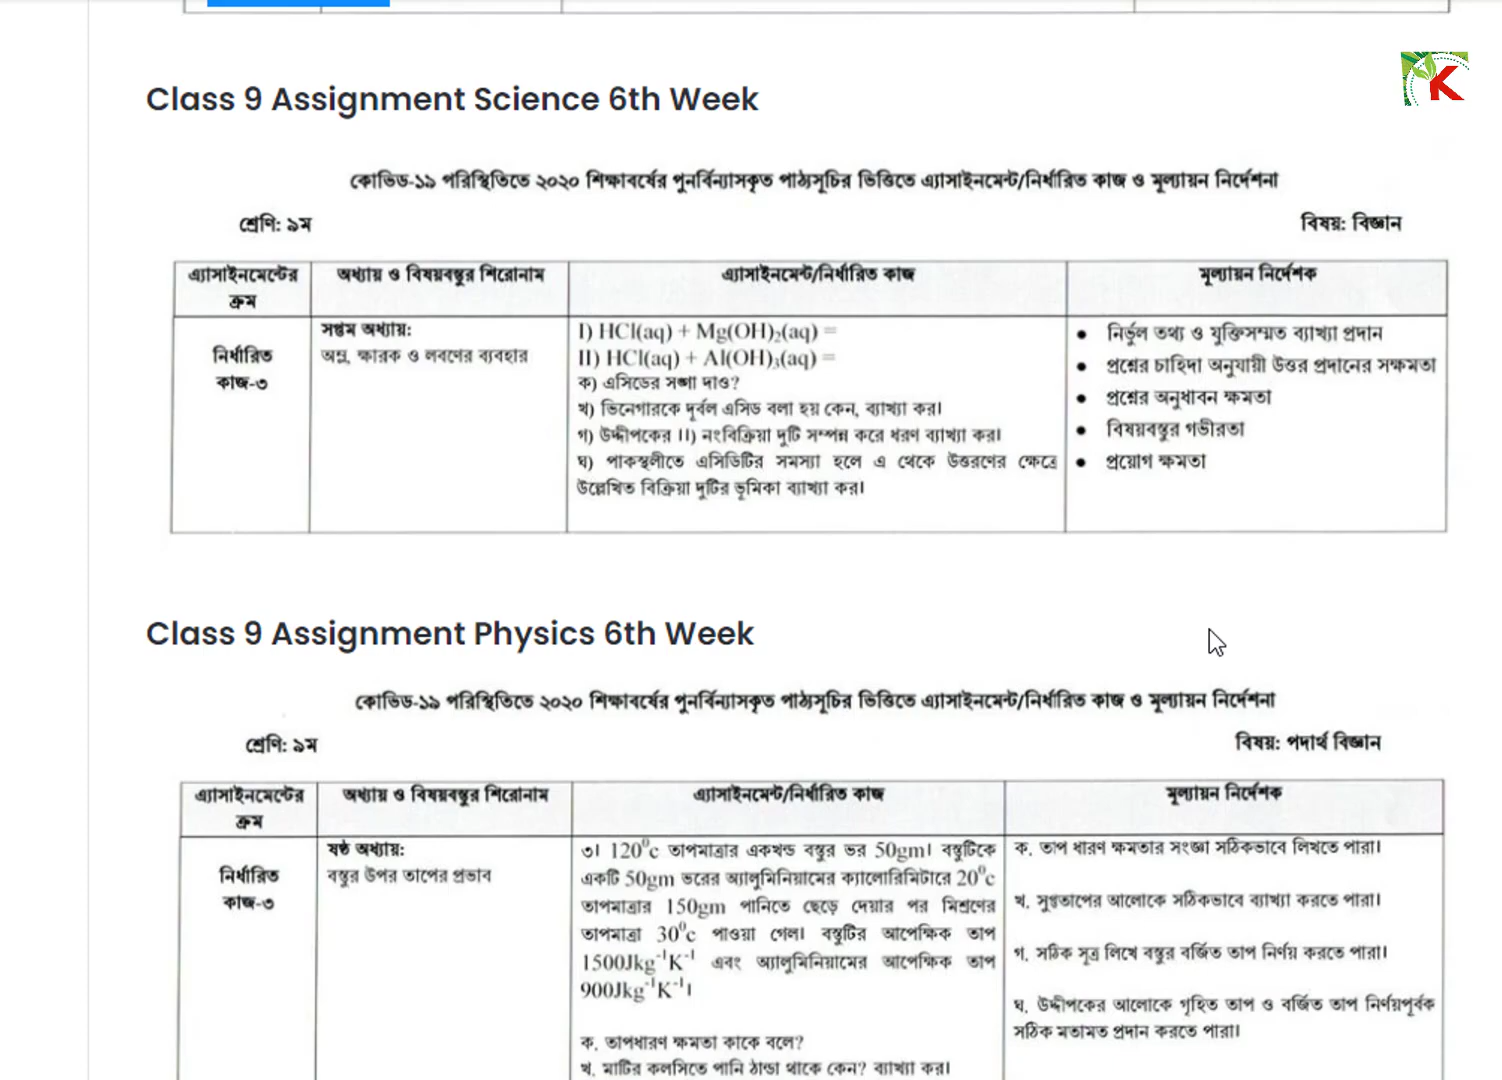 Class 9 Assignment Science 6th Week
K
কোভিড-১৯ পরিস্থিতিতে ২০২০ শিক্ষাবর্ষের পুনর্বিন্যাসকৃত পাঠ্যসূচির ভিত্তিতে এ্যাসাইনমেন্ট/নির্ধারিত কাজ ও মূল্যায়ন নির্দেশনা
শ্রেণি: ৯ম
বিষয়: বিজ্ঞান
এ্যাসাইনমেন্টের
ক্রম
অধ্যায় ও বিষয়বস্তুর শিরোনাম
এ্যাসাইনমেন্ট/নির্ধারিত কাজ
মূল্যায়ন নির্দেশক
নির্ধারিত
কাজ-৩
সপ্তম অধ্যায়:
অম্ল, ক্ষারক ও লবণের ব্যবহার
I) HCl(aq) + Mg(OH)₂(aq) =
II) HCl(aq) + Al(OH)₃(aq) =
ক) এসিডের সজ্ঞা দাও?
খ) ভিনেগারকে দূর্বল এসিড বলা হয় কেন, ব্যাখ্যা কর।
গ) উদ্দীপকের ।।) নংবিক্রিয়া দুটি সম্পন্ন করে ধরণ ব্যাখ্যা কর।
ঘ) পাকস্থলীতে এসিডিটির সমস্যা হলে এ থেকে উত্তরণের ক্ষেত্রে
উল্লেখিত বিক্রিয়া দুটির ভূমিকা ব্যাখ্যা কর।
• নির্ভুল তথ্য ও যুক্তিসম্মত ব্যাখ্যা প্রদান
• প্রশ্নের চাহিদা অনুযায়ী উত্তর প্রদানের সক্ষমতা
• প্রশ্নের অনুধাবন ক্ষমতা
• বিষয়বস্তুর গভীরতা
• প্রয়োগ ক্ষমতা
Class 9 Assignment Physics 6th Week
কোভিড-১৯ পরিস্থিতিতে ২০২০ শিক্ষাবর্ষের পুনর্বিন্যাসকৃত পাঠ্যসূচির ভিত্তিতে এ্যাসাইনমেন্ট/নির্ধারিত কাজ ও মূল্যায়ন নির্দেশনা
শ্রেণি: ৯ম
বিষয়: পদার্থ বিজ্ঞান
এ্যাসাইনমেন্টের
ক্রম
অধ্যায় ও বিষয়বস্তুর শিরোনাম
এ্যাসাইনমেন্ট/নির্ধারিত কাজ
মূল্যায়ন নির্দেশক
নির্ধারিত
কাজ-৩
ষষ্ঠ অধ্যায়:
বস্তুর উপর তাপের প্রভাব
৩। 120⁰c তাপমাত্রার একখন্ড বস্তুর ভর 50gm। বস্তুটিকে
একটি 50gm ভরের অ্যালুমিনিয়ামের ক্যালোরিমিটারে 20⁰c
তাপমাত্রার 150gm পানিতে ছেড়ে দেয়ার পর মিশ্রণের
তাপমাত্রা 30⁰c পাওয়া গেল। বস্তুটির আপেক্ষিক তাপ
1500Jkg⁻¹K⁻¹ এবং অ্যালুমিনিয়ামের আপেক্ষিক তাপ
900Jkg⁻¹K⁻¹।
ক. তাপধারণ ক্ষমতা কাকে বলে?
খ. মাটির কলসিতে পানি ঠান্ডা থাকে কেন? ব্যাখ্যা কর।
ক. তাপ ধারণ ক্ষমতার সংজ্ঞা সঠিকভাবে লিখতে পারা।
খ. সুপ্ততাপের আলোকে সঠিকভাবে ব্যাখ্যা করতে পারা।
গ. সঠিক সূত্র লিখে বস্তুর বর্জিত তাপ নির্ণয় করতে পারা।
ঘ. উদ্দীপকের আলোকে গৃহিত তাপ ও বর্জিত তাপ নির্ণয়পূর্বক
সঠিক মতামত প্রদান করতে পারা।